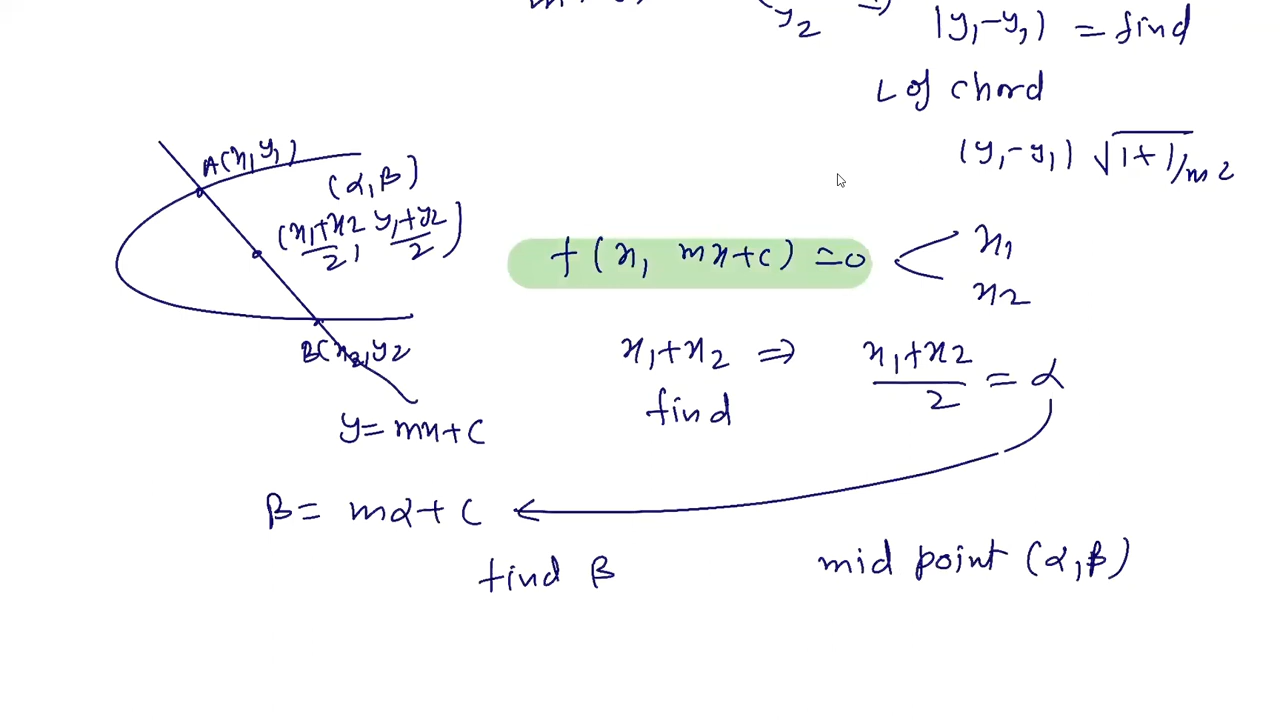 y2 ⇒ |y1-y2| = find
L of chord
|y1-y1| √1+1/m2
A(x1, y1)
(α, β)
(x1+x2/2, y1+y2/2)
f(x, mx+c) = 0
x1
x2
B(x2, y2
x1+x2 ⇒ x1+x2/2 = α
find
y = mx+c
β = mα+c
find β
mid point (α, β)